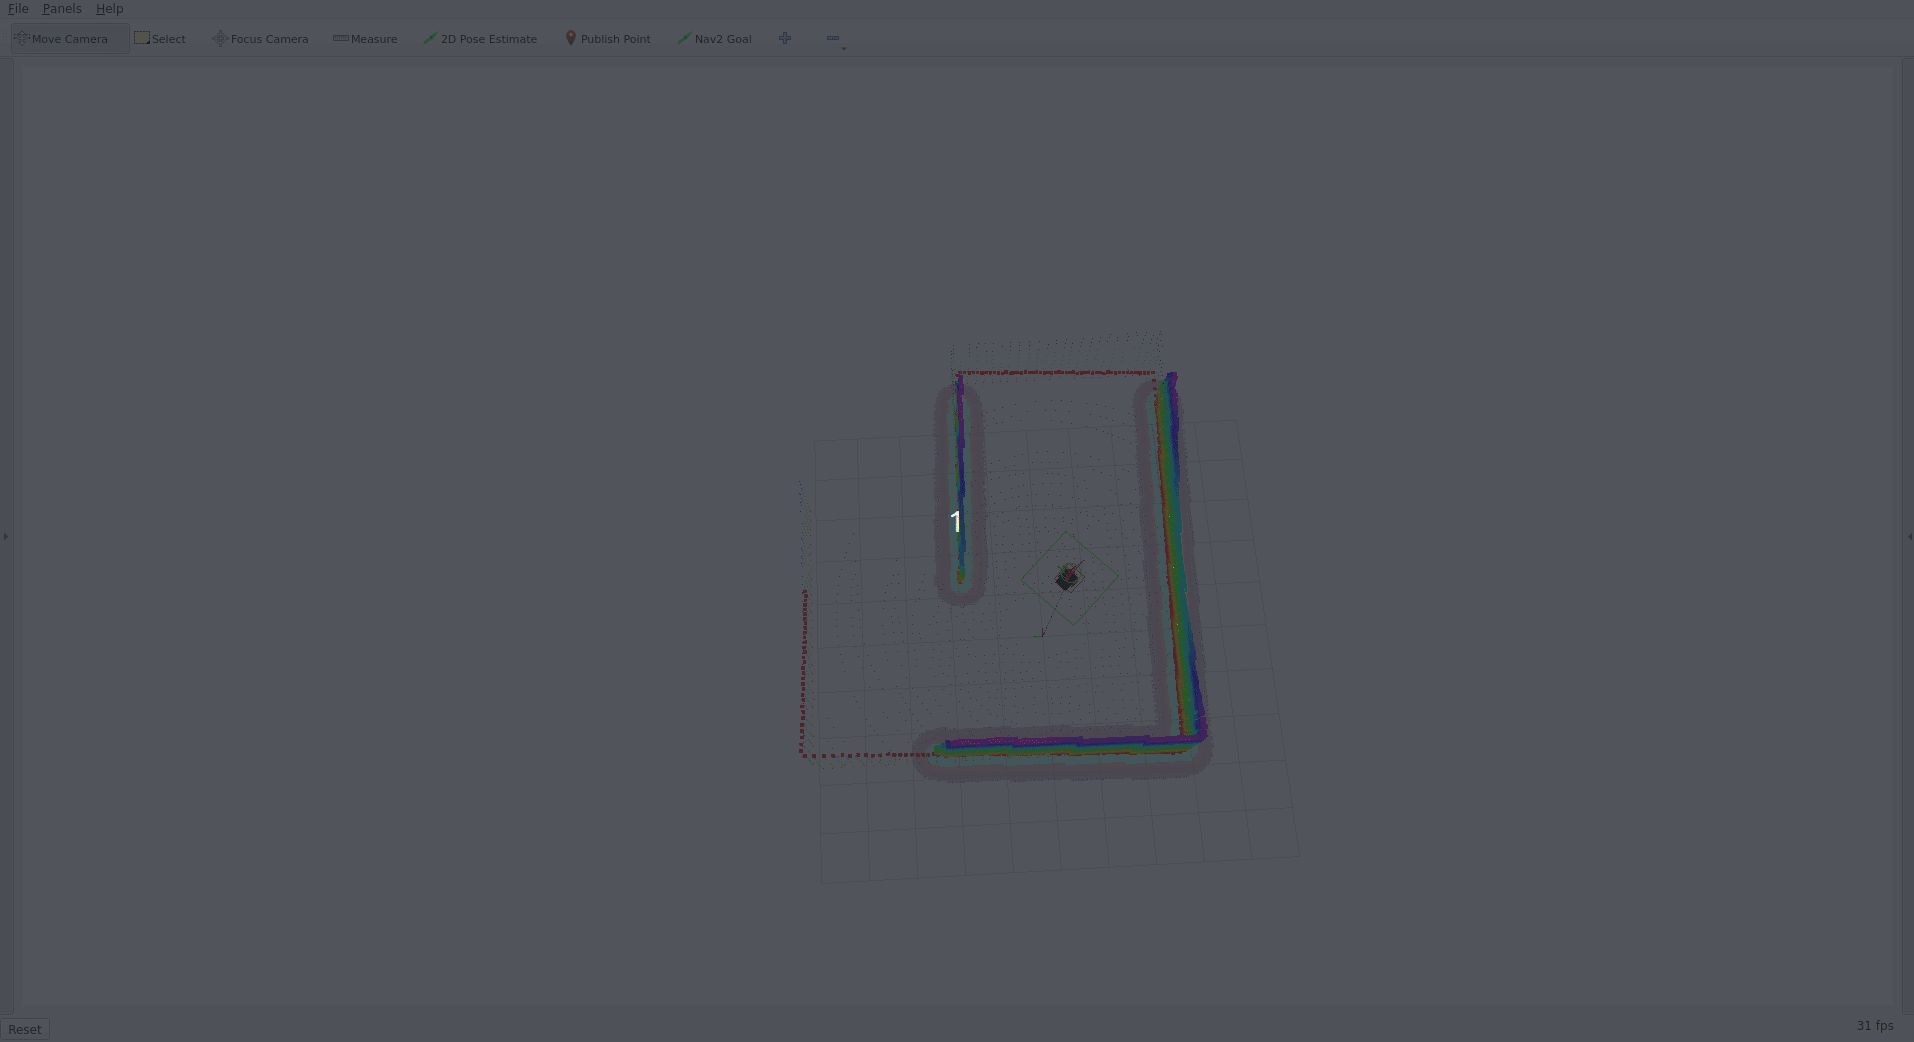 File Panels Help
Move Camera Select Focus Camera Measure 2D Pose Estimate Publish Point Nav2 Goal
1
Reset 31 fps